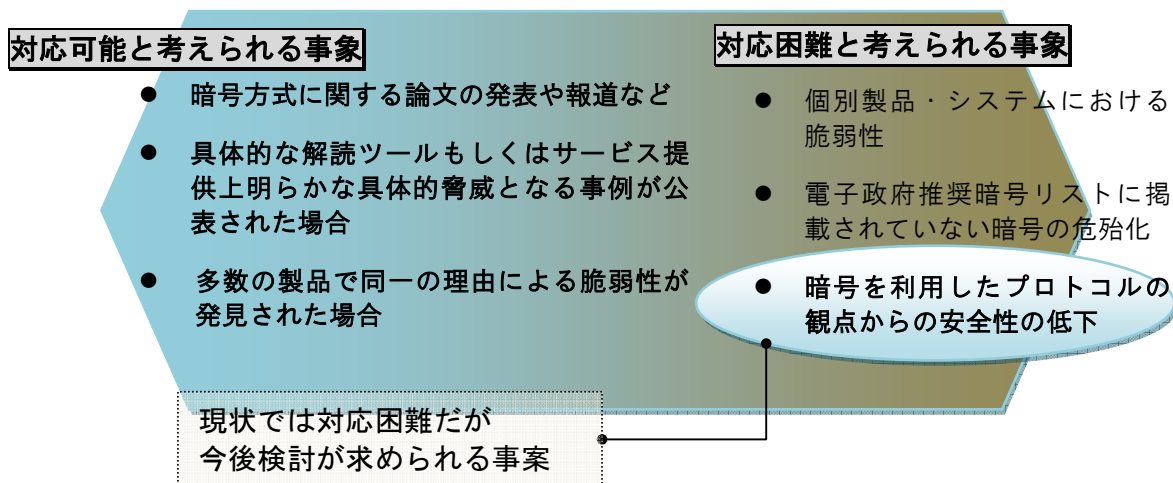 対応可能と考えられる事象
● 暗号方式に関する論文の発表や報道など
● 具体的な解読ツールもしくはサービス提
供上明らかな具体的脅威となる事例が公
表された場合
● 多数の製品で同一の理由による脆弱性が
発見された場合
対応困難と考えられる事象
● 個別製品・システムにおける
脆弱性
● 電子政府推奨暗号リストに掲
載されていない暗号の危殆化
● 暗号を利用したプロトコルの
観点からの安全性の低下
現状では対応困難だが
今後検討が求められる事案